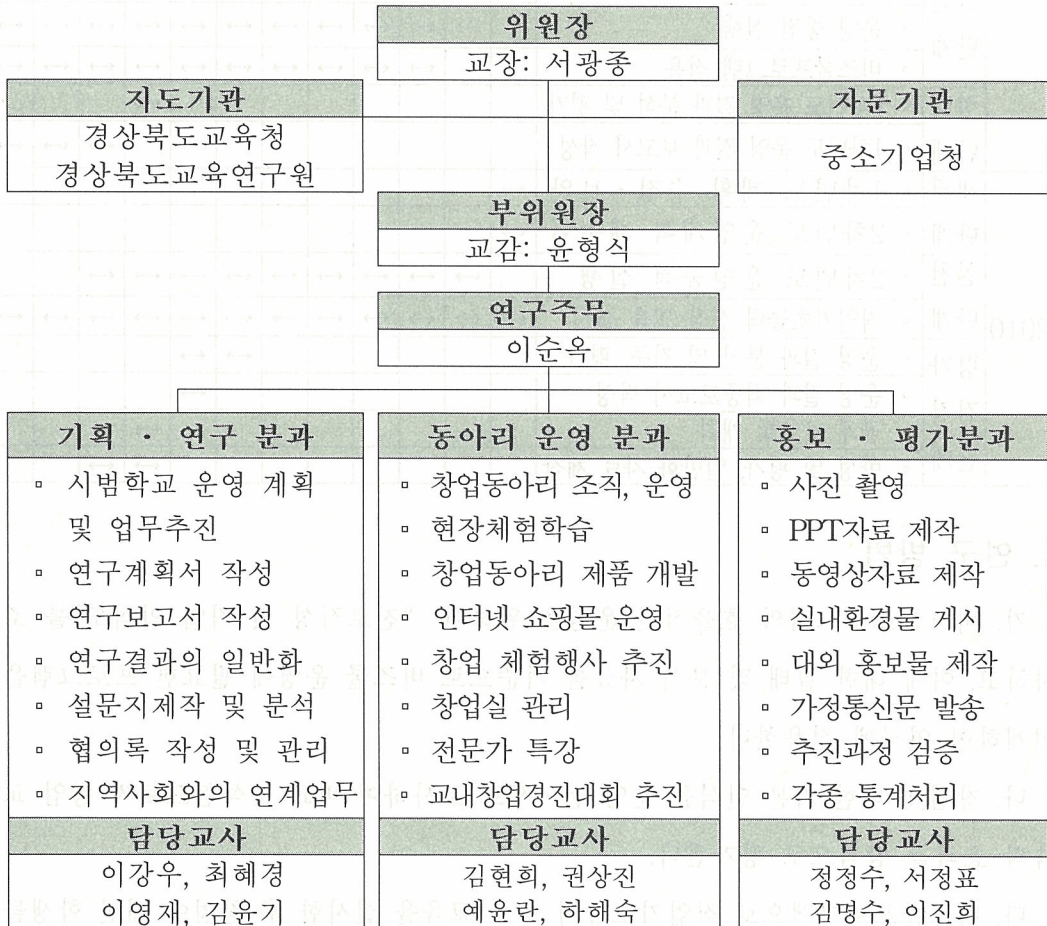 위원장
교장: 서광종
지도기관
경상북도교육청
경상북도교육연구원
자문기관
중소기업청
부위원장
교감: 윤형식
연구주무
이순옥
기획 · 연구 분과
▫ 시범학교 운영 계획
및 업무추진
▫ 연구계획서 작성
▫ 연구보고서 작성
▫ 연구결과의 일반화
▫ 설문지제작 및 분석
▫ 협의록 작성 및 관리
▫ 지역사회와의 연계업무
담당교사
이강우, 최혜경
이영재, 김윤기
동아리 운영 분과
▫ 창업동아리 조직, 운영
▫ 현장체험학습
▫ 창업동아리 제품 개발
▫ 인터넷 쇼핑몰 운영
▫ 창업 체험행사 추진
▫ 창업실 관리
▫ 전문가 특강
▫ 교내창업경진대회 추진
담당교사
김현희, 권상진
예윤란, 하해숙
홍보 · 평가분과
▫ 사진 촬영
▫ PPT자료 제작
▫ 동영상자료 제작
▫ 실내환경물 게시
▫ 대외 홍보물 제작
▫ 가정통신문 발송
▫ 추진과정 검증
▫ 각종 통계처리
담당교사
정정수, 서정표
김명수, 이진희